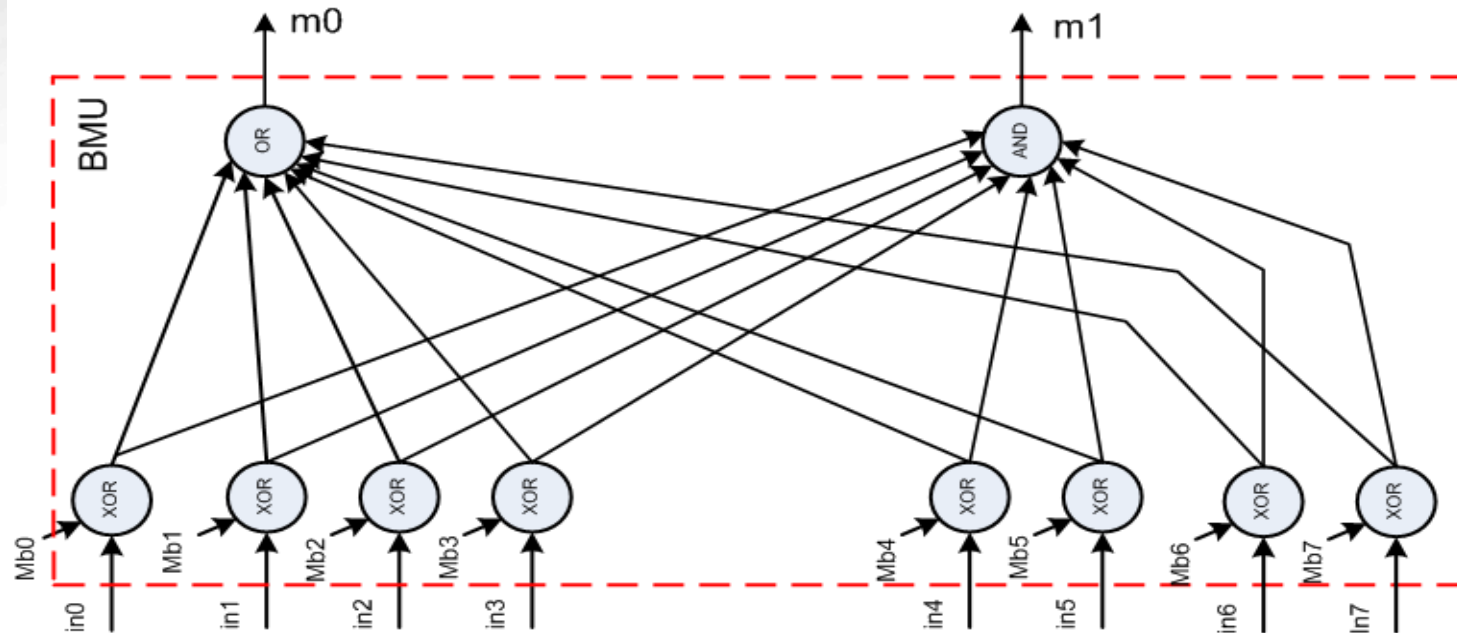 m0
m1
BMU
OR
AND
XOR
XOR
XOR
XOR
XOR
XOR
XOR
XOR
Mb0
Mb1
Mb2
Mb3
Mb4
Mb5
Mb6
Mb7
in0
in1
in2
in3
in4
in5
in6
In7